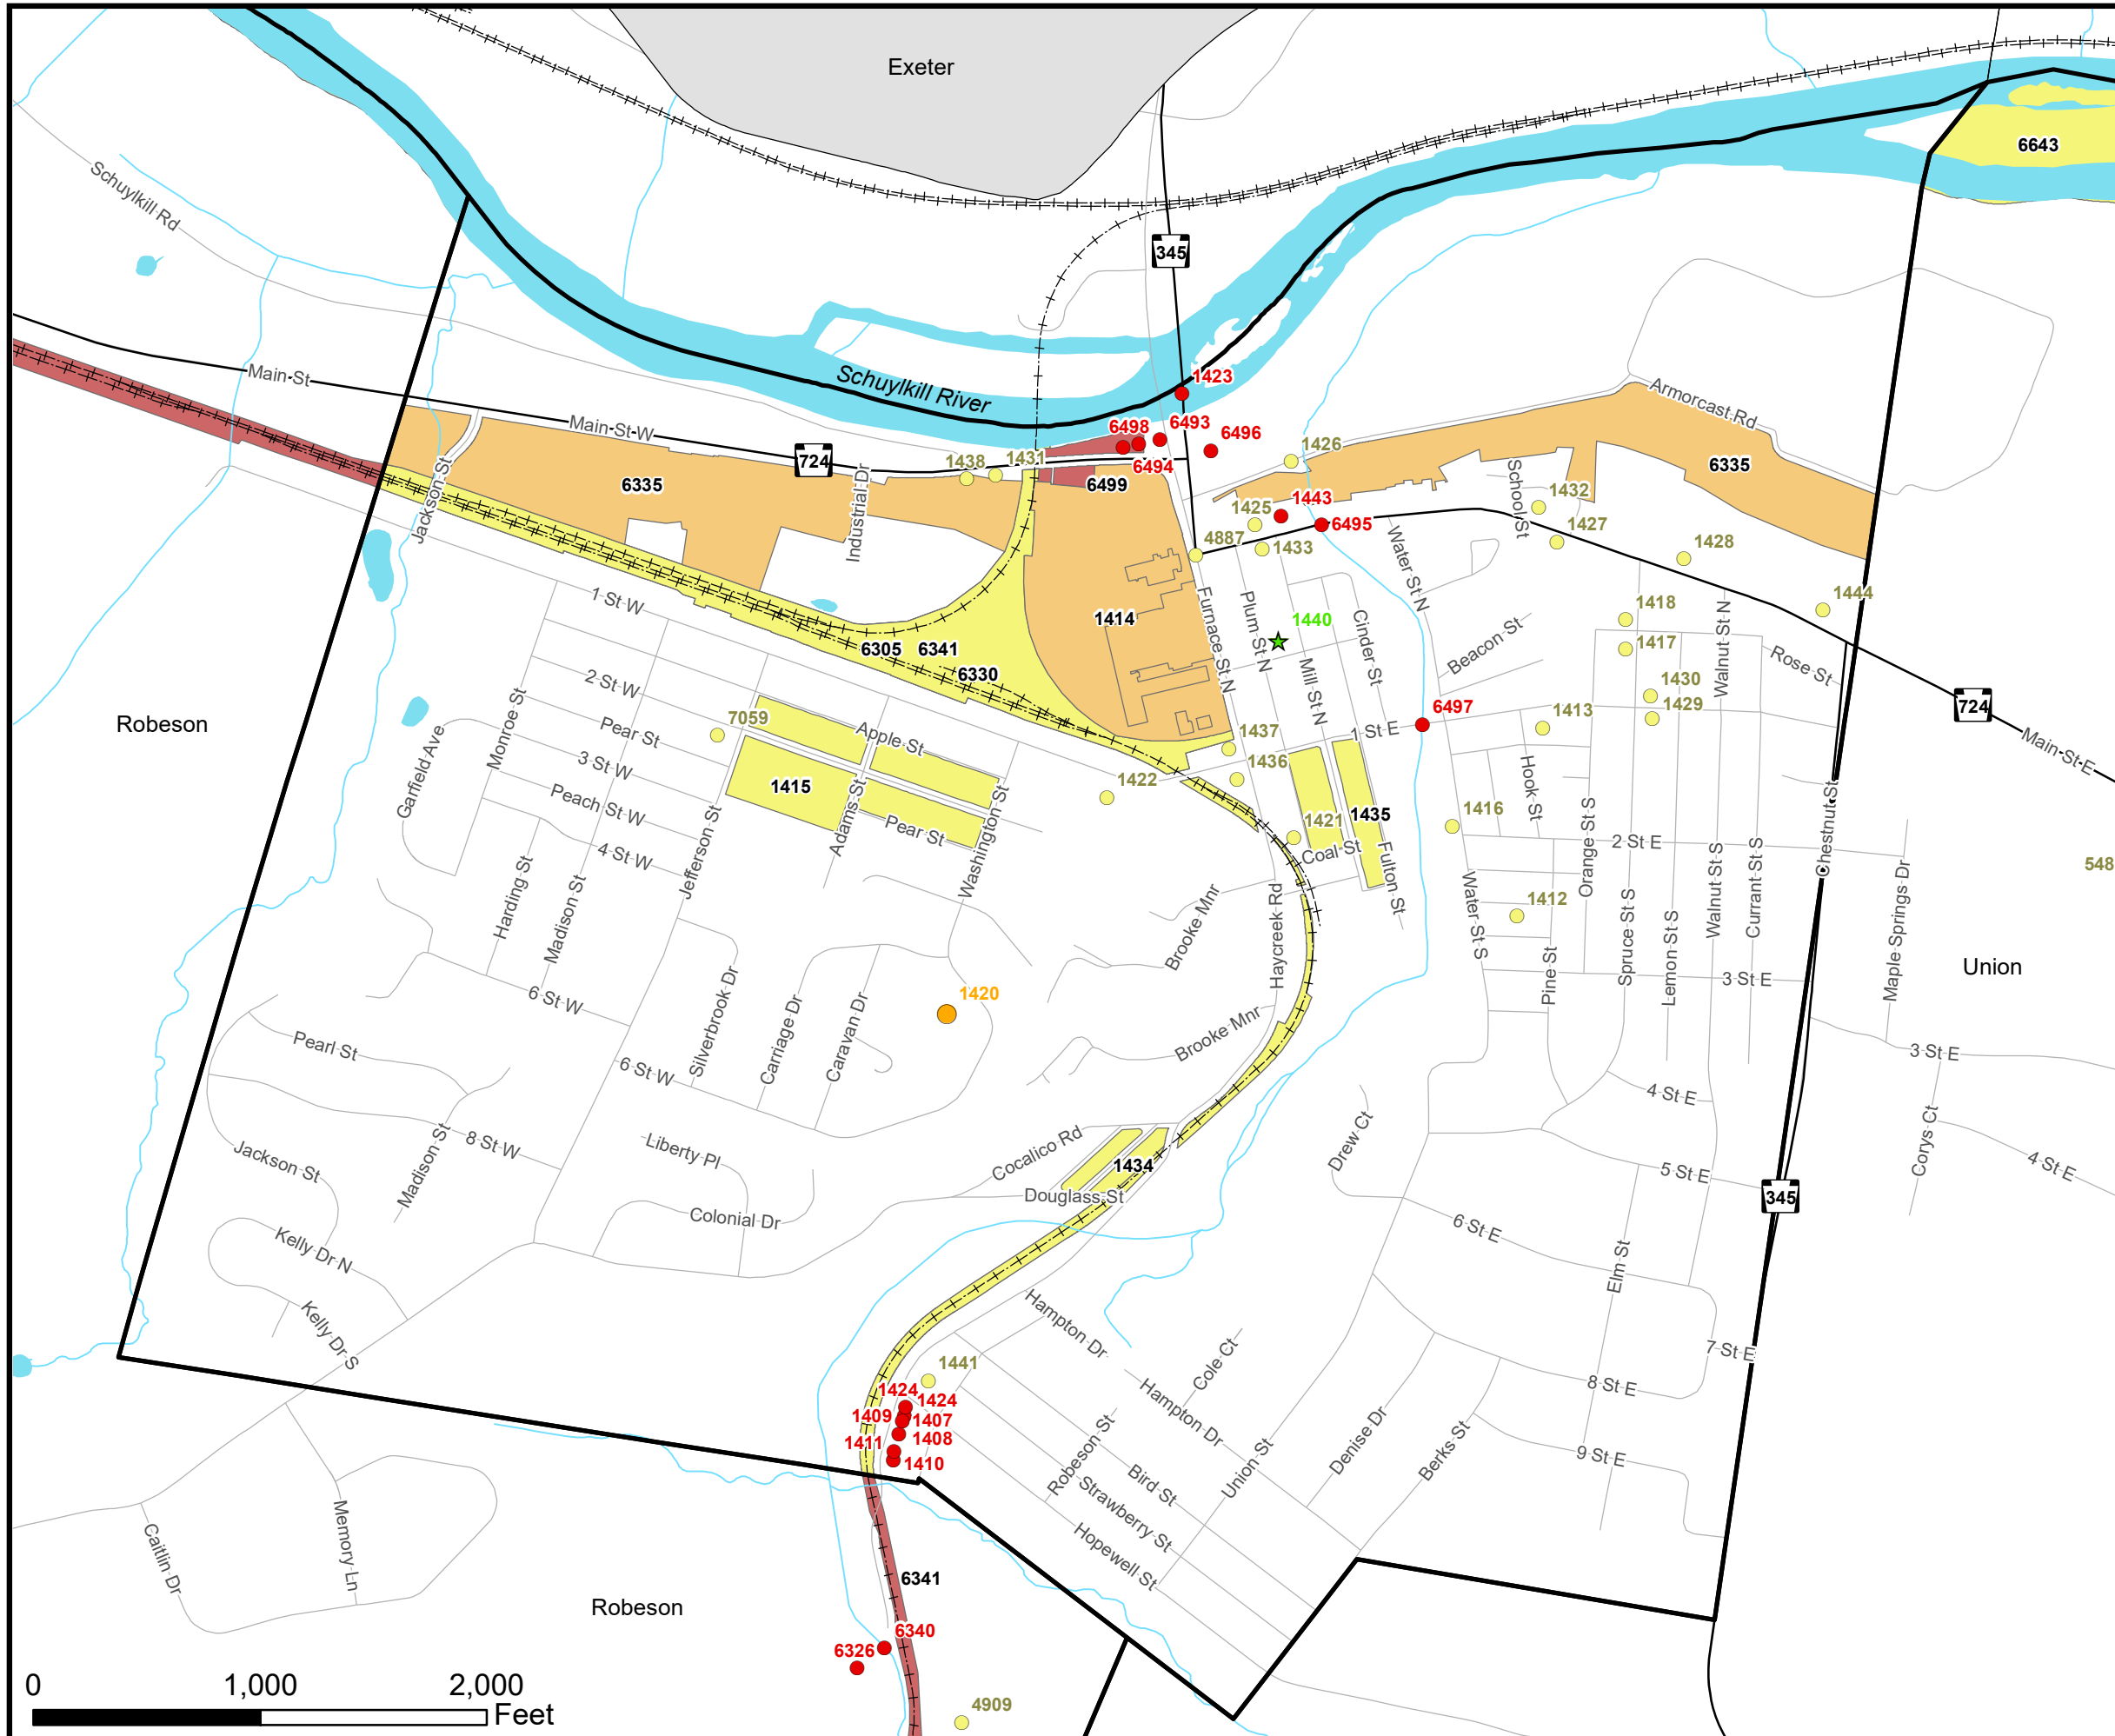 Exeter
6643
Schuylkill Rd
345
Main St
Schuylkill River
1423
6493
6498
6496
6494
Main St W
724
1438
1431
6499
1426
Armorcast Rd
6335
6335
Jackson St
Industrial Dr
1425
1443
6495
School St
1432
1427
1428
1444
4887
1433
Water St N
1 St W
1414
Furnace St N
Plum St N
1440
Mill St N
Cinder St
Beacon St
1418
1417
Walnut St N
Rose St
6305
6341
6330
1430
1429
1413
6497
724
Main St E
Robeson
Monroe St
2 St W
Pear St
7059
Apple St
1437
1 St E
1436
1422
3 St W
Garfield Ave
Peach St W
1415
Adams St
Pear St
Washington St
1421
1435
Coal St
Fulton St
1416
Hook St
Orange St S
2 St E
Chestnut St
548
4 St W
Jefferson St
Harding St
Madison St
Brooke Mnr
Haycreek Rd
Water St S
1412
Pine St
Spruce St S
Lemon St S
Walnut St S
Currant St S
Maple Springs Dr
Union
3 St E
6 St W
1420
Silverbrook Dr
Carriage Dr
Caravan Dr
Brooke Mnr
Pearl St
6 St W
3 St E
4 St E
Corys Ct
4 St E
8 St W
Madison St
Jackson St
Liberty Pl
Cocalico Rd
1434
Douglass St
Colonial Dr
Drew Ct
5 St E
345
6 St E
Elm St
Kelly Dr N
Kelly Dr S
Hampton Dr
Cole Ct
7 St E
8 St E
1441
1424
1424
1409
1407
1411
1408
1410
Hampton Dr
Robeson St
Bird St
Union St
Denise Dr
Berks St
9 St E
Strawberry St
Hopewell St
Caitlin Dr
Memory Ln
Robeson
6341
6340
6326
4909
0
1,000
2,000
Feet